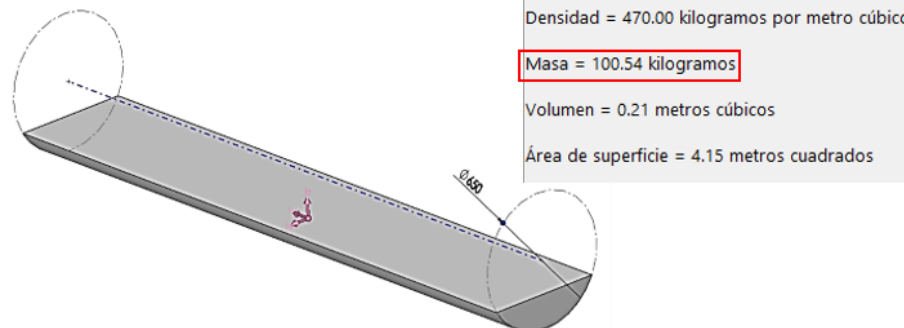 Densidad = 470.00 kilogramos por metro cúbico
Masa = 100.54 kilogramos
Volumen = 0.21 metros cúbicos
Área de superficie = 4.15 metros cuadrados
Ø650